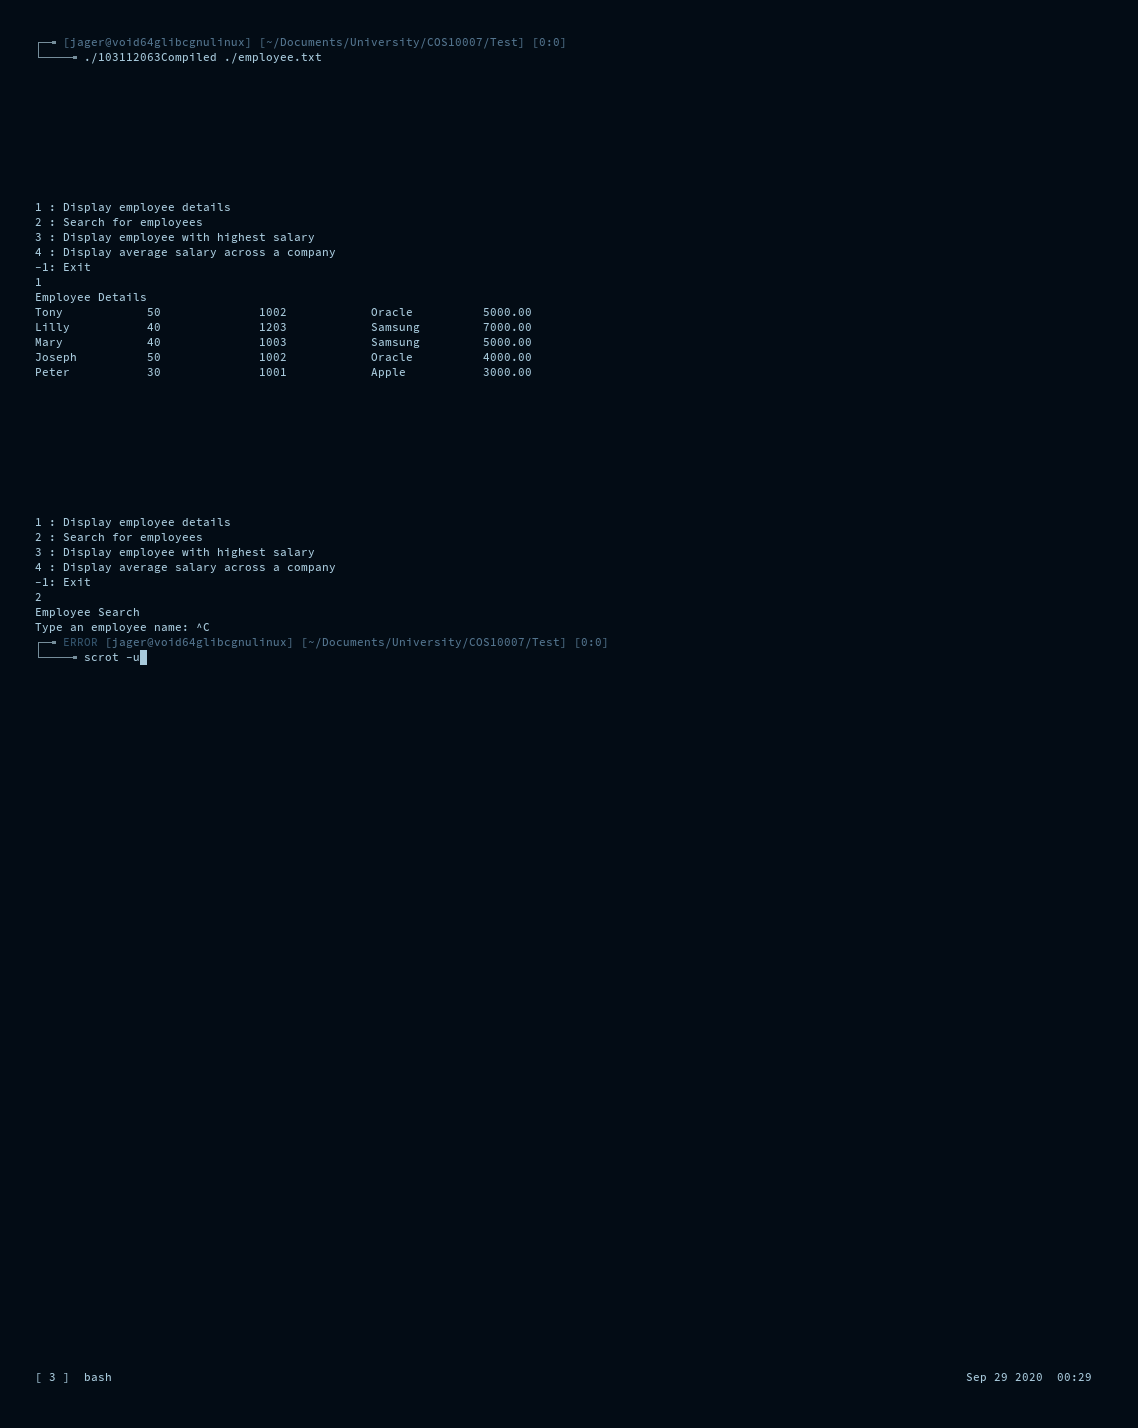 [jager@void64glibcgnulinux] [~/Documents/University/COS10007/Test] [0:0]
./103112063Compiled ./employee.txt
1 : Display employee details
2 : Search for employees
3 : Display employee with highest salary
4 : Display average salary across a company
-1: Exit
1
Employee Details
Tony 50 1002 Oracle 5000.00
Lilly 40 1203 Samsung 7000.00
Mary 40 1003 Samsung 5000.00
Joseph 50 1002 Oracle 4000.00
Peter 30 1001 Apple 3000.00
1 : Display employee details
2 : Search for employees
3 : Display employee with highest salary
4 : Display average salary across a company
-1: Exit
2
Employee Search
Type an employee name: ^C
ERROR [jager@void64glibcgnulinux] [~/Documents/University/COS10007/Test] [0:0]
scrot -u
[ 3 ] bash Sep 29 2020 00:29